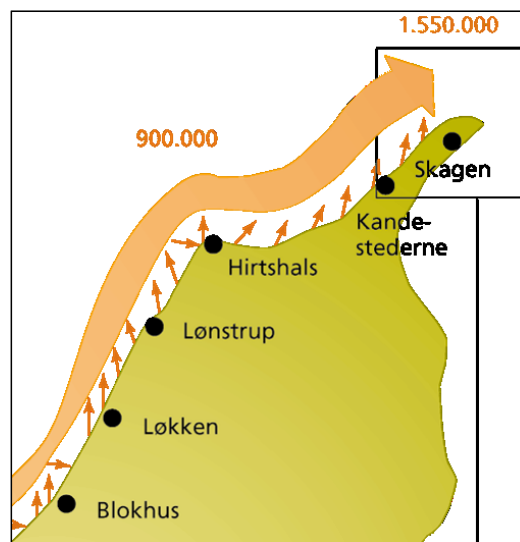 1.550.000
900.000
Skagen
Kande-
stederne
Hirtshals
Lønstrup
Løkken
Blokhus